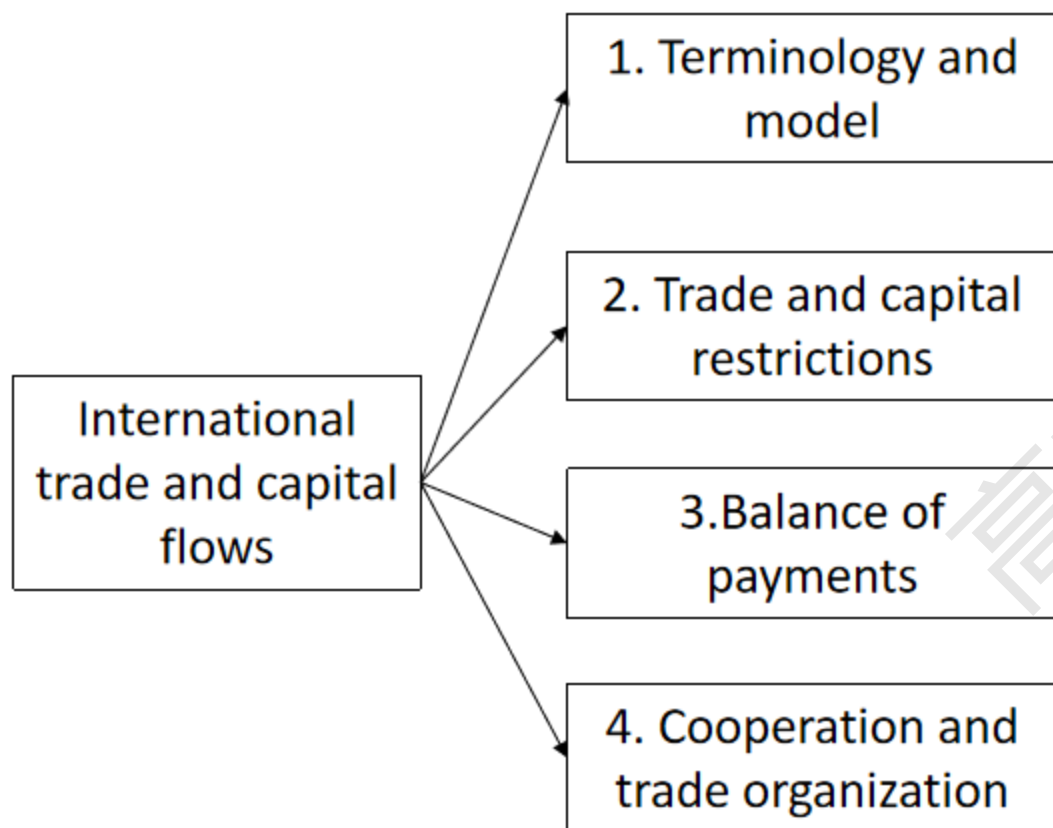 International
trade and capital
flows
1. Terminology and
model
2. Trade and capital
restrictions
3.Balance of
payments
4. Cooperation and
trade organization
高